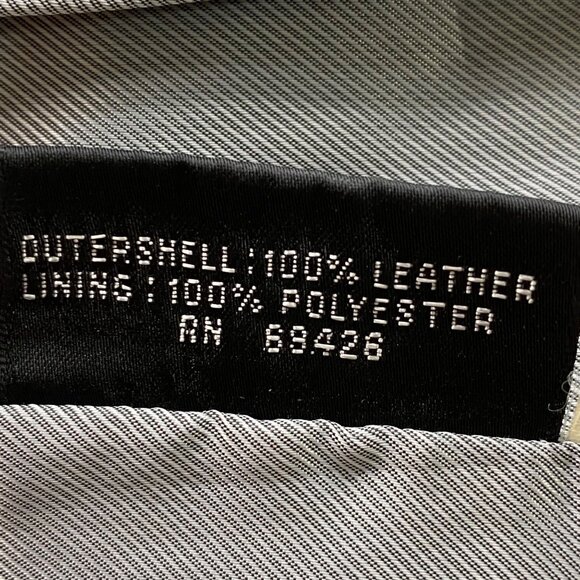 OUTERSHELL:100% LEATHER
LINING:100% POLYESTER
RN 69426